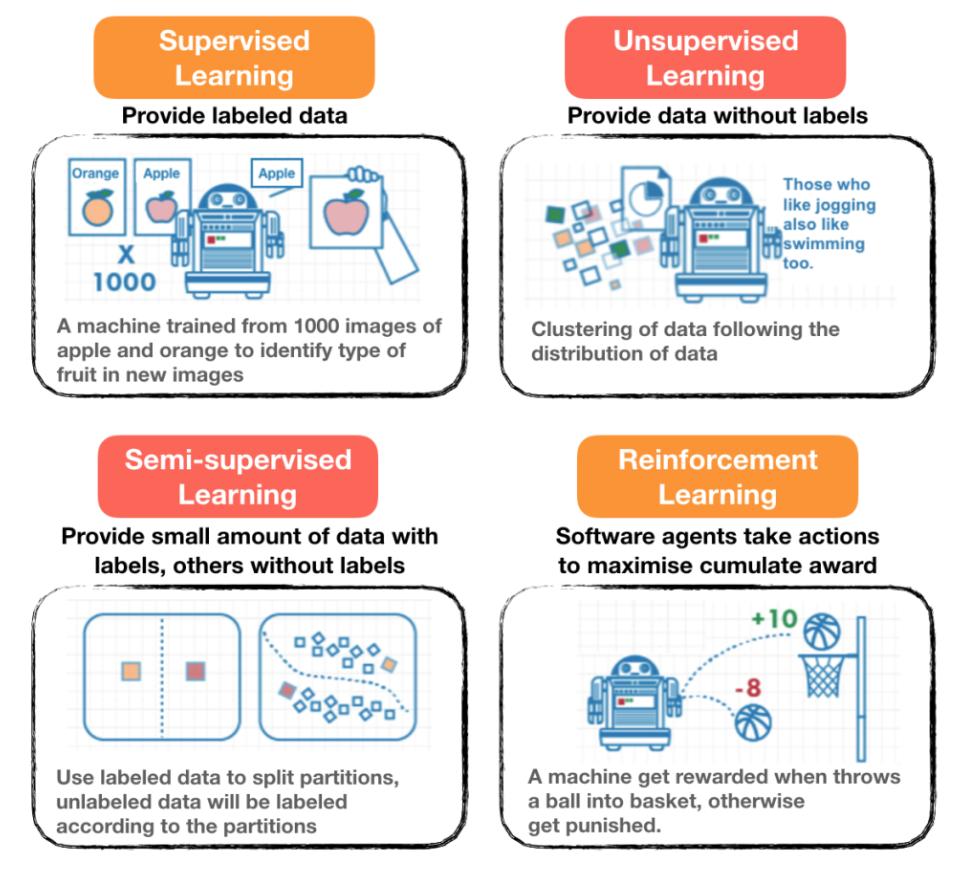 Supervised
Learning
Provide labeled data
Orange
Apple
Apple
X
1000
A machine trained from 1000 images of
apple and orange to identify type of
fruit in new images
Unsupervised
Learning
Provide data without labels
Those who
like jogging
also like
swimming
too.
Clustering of data following the
distribution of data
Semi-supervised
Learning
Provide small amount of data with
labels, others without labels
Use labeled data to split partitions,
unlabeled data will be labeled
according to the partitions
Reinforcement
Learning
Software agents take actions
to maximise cumulate award
+10
-8
A machine get rewarded when throws
a ball into basket, otherwise
get punished.